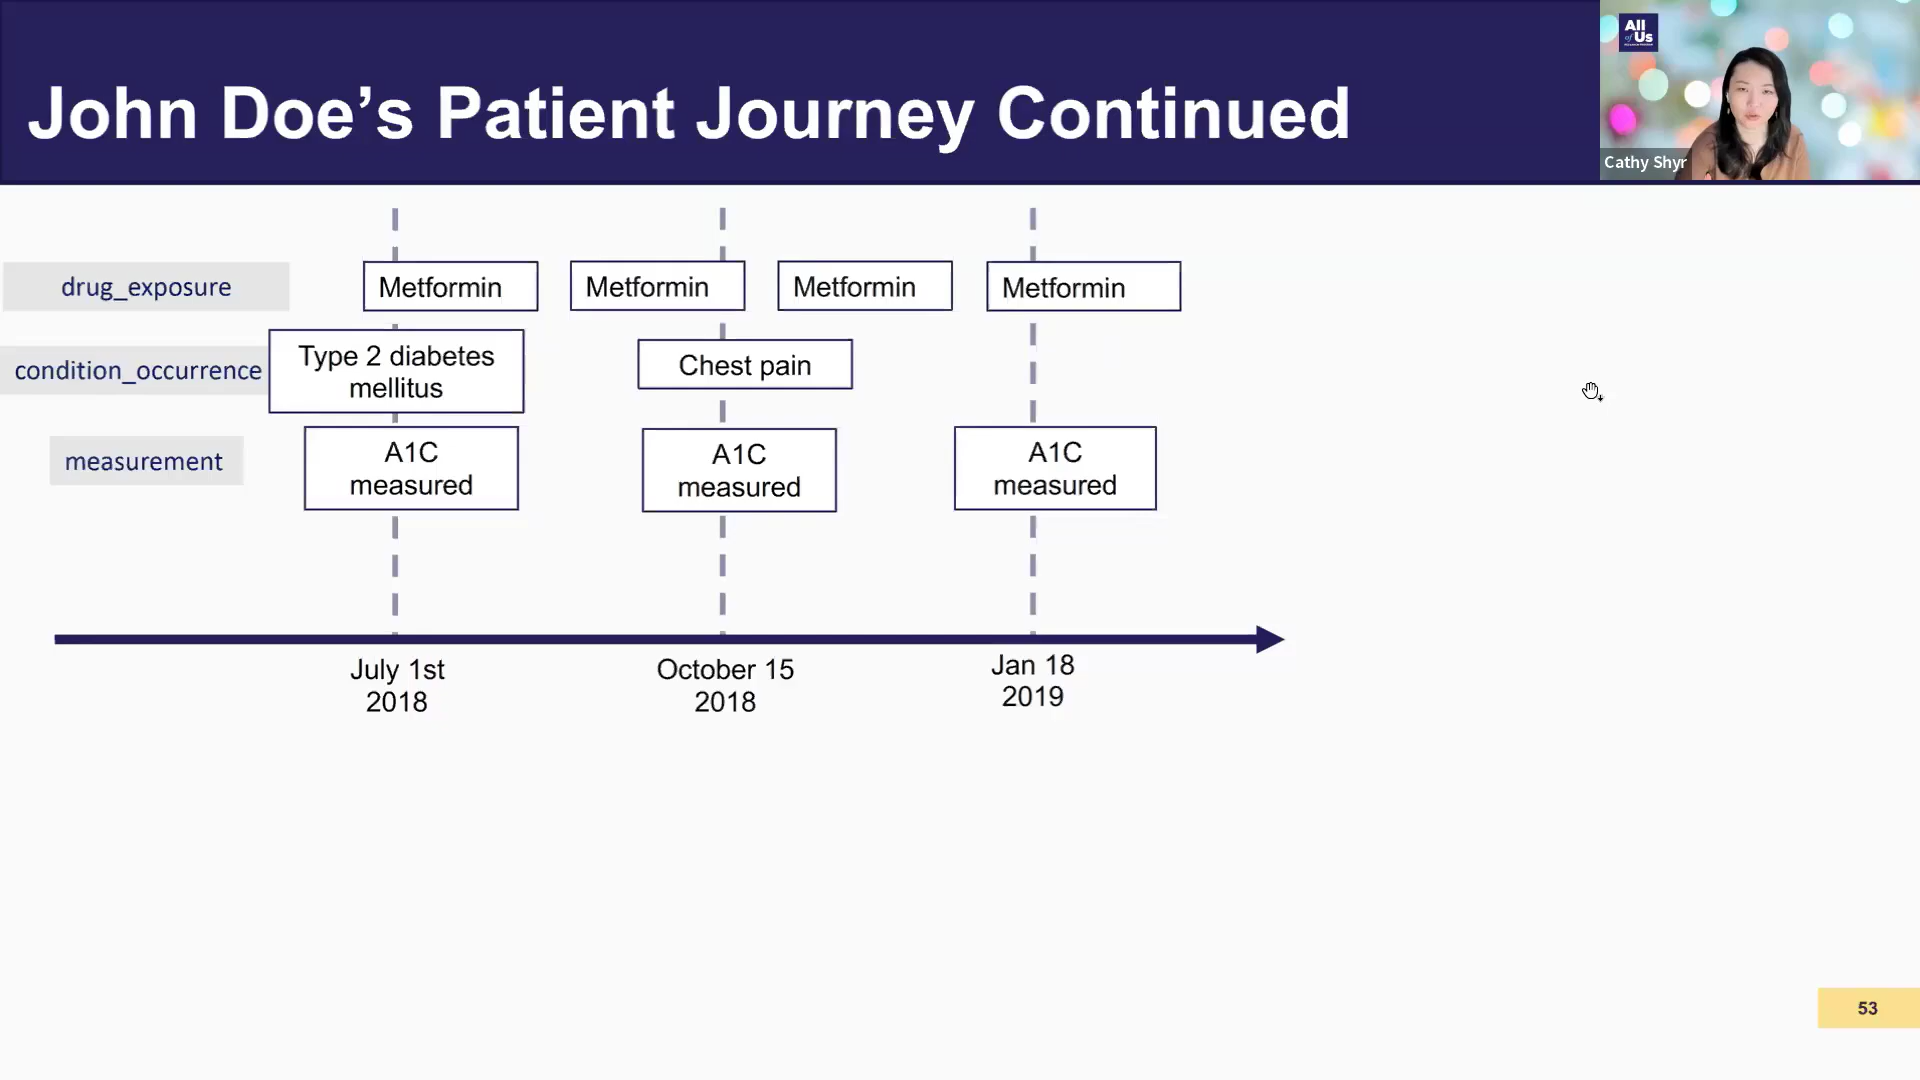 John Doe’s Patient Journey Continued
All
of Us
Cathy Shyr
drug_exposure
Metformin
Metformin
Metformin
Metformin
condition_occurrence
Type 2 diabetes
mellitus
Chest pain
measurement
A1C
measured
A1C
measured
A1C
measured
July 1st
2018
October 15
2018
Jan 18
2019
53